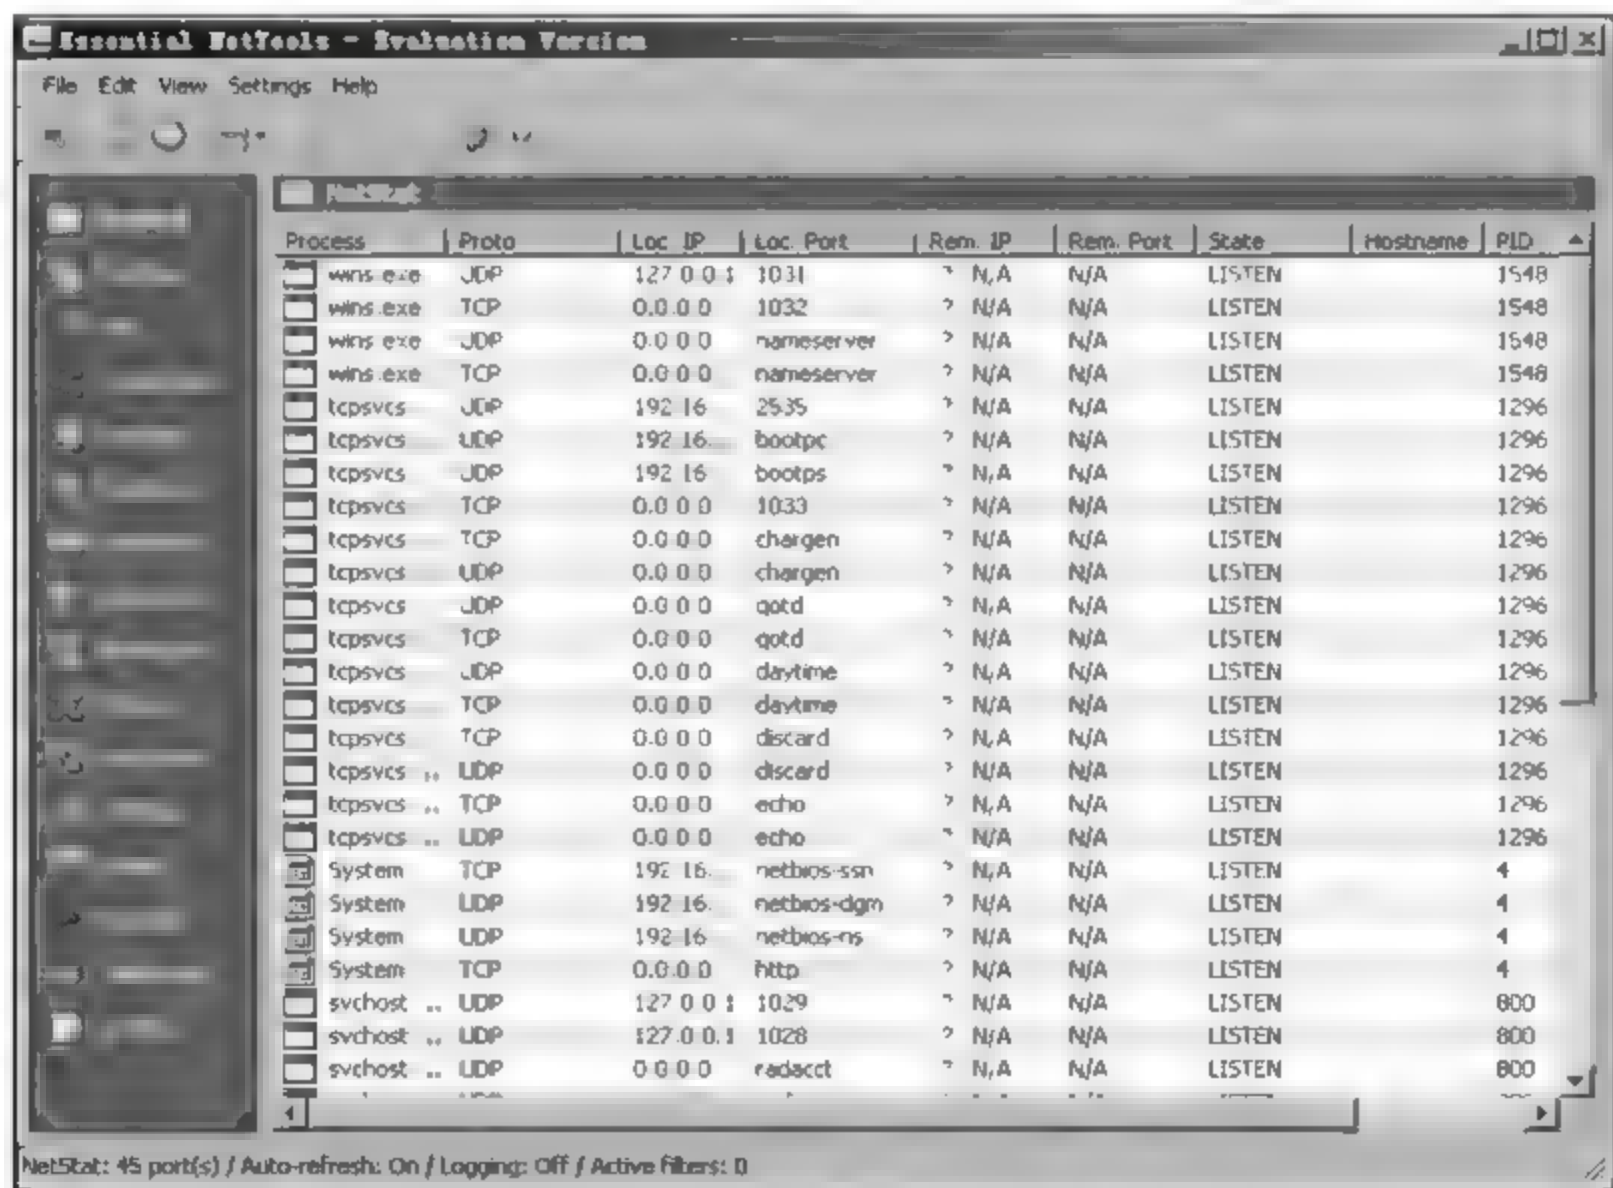 Essential NetTools - Evaluation Version
File Edit View Settings Help
NetStat
Process Proto Loc. IP Loc. Port Rem. IP Rem. Port State Hostname PID
wins.exe UDP 127.0.0.1 1031 ? N/A N/A LISTEN 1548
wins.exe TCP 0.0.0.0 1032 ? N/A N/A LISTEN 1548
wins.exe UDP 0.0.0.0 nameserver ? N/A N/A LISTEN 1548
wins.exe TCP 0.0.0.0 nameserver ? N/A N/A LISTEN 1548
tcpsvcs UDP 192.16 2535 ? N/A N/A LISTEN 1296
tcpsvcs UDP 192.16... bootpc ? N/A N/A LISTEN 1296
tcpsvcs UDP 192.16 bootps ? N/A N/A LISTEN 1296
tcpsvcs TCP 0.0.0.0 1033 ? N/A N/A LISTEN 1296
tcpsvcs TCP 0.0.0.0 chargen ? N/A N/A LISTEN 1296
tcpsvcs UDP 0.0.0.0 chargen ? N/A N/A LISTEN 1296
tcpsvcs UDP 0.0.0.0 qotd ? N/A N/A LISTEN 1296
tcpsvcs TCP 0.0.0.0 qotd ? N/A N/A LISTEN 1296
tcpsvcs UDP 0.0.0.0 daytime ? N/A N/A LISTEN 1296
tcpsvcs TCP 0.0.0.0 daytime ? N/A N/A LISTEN 1296
tcpsvcs TCP 0.0.0.0 discard ? N/A N/A LISTEN 1296
tcpsvcs .. UDP 0.0.0.0 discard ? N/A N/A LISTEN 1296
tcpsvcs .. TCP 0.0.0.0 echo ? N/A N/A LISTEN 1296
tcpsvcs .. UDP 0.0.0.0 echo ? N/A N/A LISTEN 1296
System TCP 192.16... netbios-ssn ? N/A N/A LISTEN 4
System UDP 192.16. netbios-dgm ? N/A N/A LISTEN 4
System UDP 192.16 netbios-ns ? N/A N/A LISTEN 4
System TCP 0.0.0.0 http ? N/A N/A LISTEN 4
svchost .. UDP 127.0.0.1 1029 ? N/A N/A LISTEN 800
svchost .. UDP 127.0.0.1 1028 ? N/A N/A LISTEN 800
svchost .. UDP 0.0.0.0 radacct ? N/A N/A LISTEN 800
NetStat: 45 port(s) / Auto-refresh: On / Logging: Off / Active filters: 0